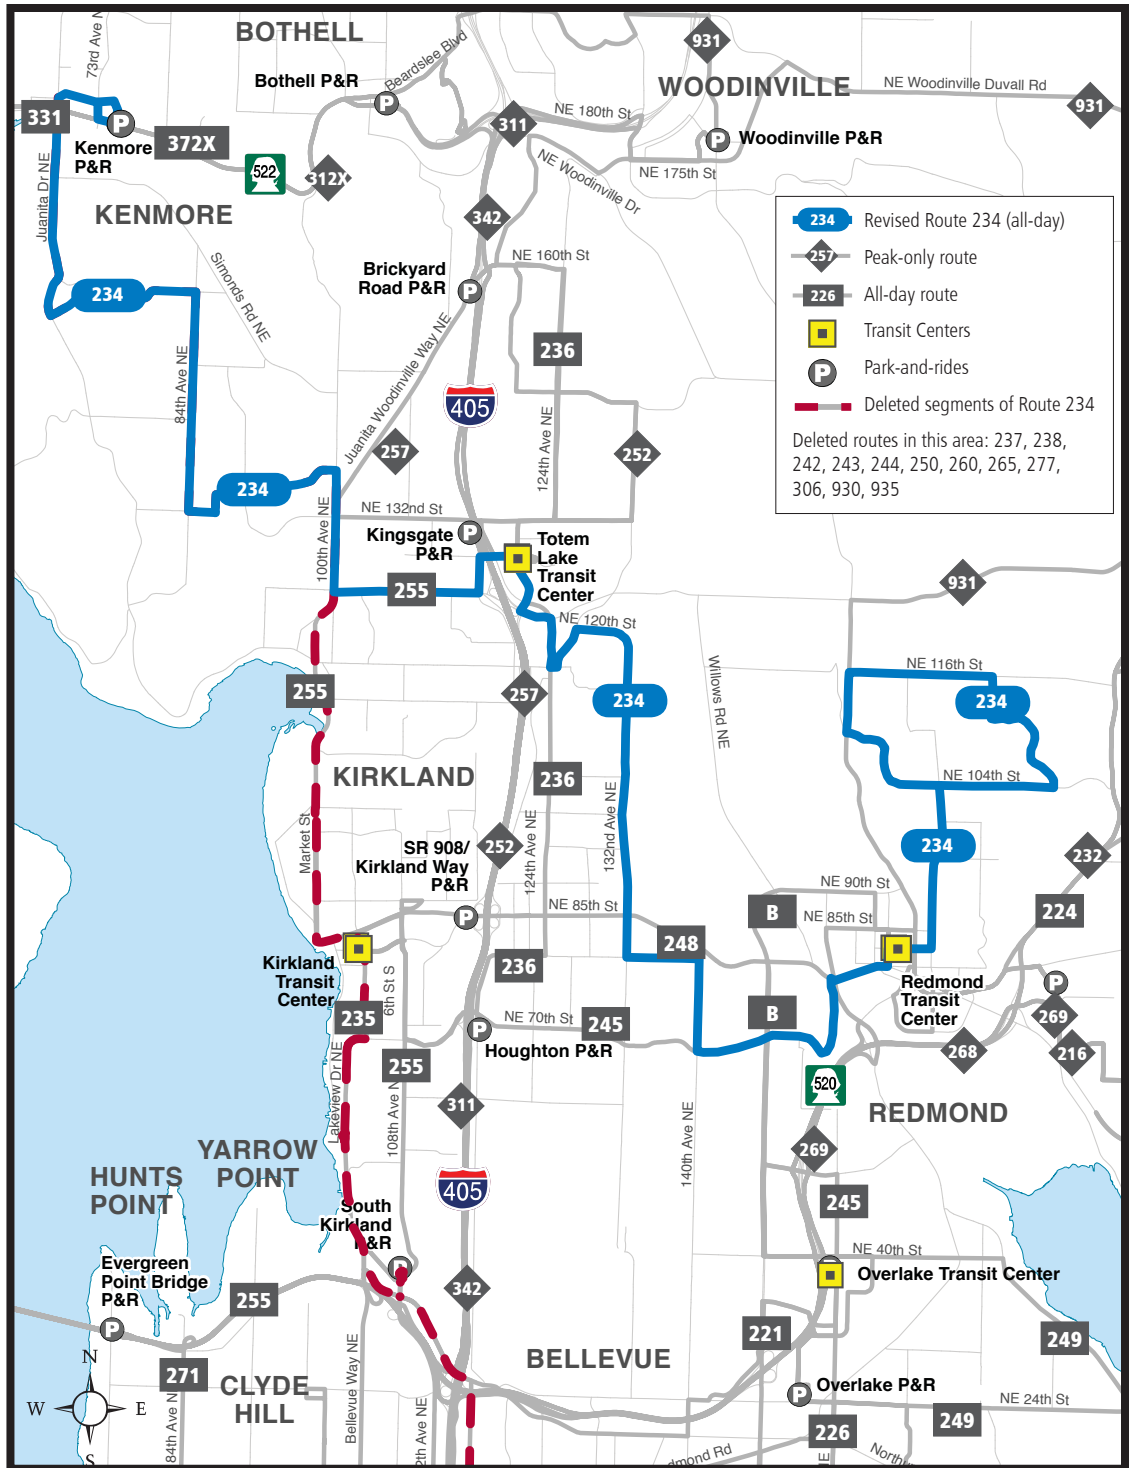 BOTHELL
73rd Ave N
Bothell P&R
Beardslee Blvd
P
931
WOODINVILLE
NE Woodinville Duvall Rd
931
331
P
Kenmore
P&R
372X
522
312X
311
NE 180th St
P
Woodinville P&R
NE 175th St
NE Woodinville Dr
Juanita Dr NE
KENMORE
342
234
Revised Route 234 (all-day)
257
Peak-only route
226
All-day route
Transit Centers
P
Park-and-rides
Deleted segments of Route 234
Deleted routes in this area: 237, 238,
242, 243, 244, 250, 260, 265, 277,
306, 930, 935
Simonds Rd NE
Brickyard
Road P&R
P
NE 160th St
234
84th Ave NE
Juanita Woodinville Way NE
236
405
257
124th Ave NE
252
234
100th Ave NE
NE 132nd St
Kingsgate
P&R
P
Totem
Lake
Transit
Center
255
931
NE 120th St
255
257
234
Willows Rd NE
NE 116th St
234
KIRKLAND
236
NE 104th St
132nd Ave NE
124th Ave NE
Market St
SR 908/
Kirkland Way
P&R
252
234
232
P
NE 85th St
B
NE 90th St
NE 85th St
224
248
Kirkland
Transit
Center
6th St S
236
Redmond
Transit
Center
P
269
235
P
NE 70th St
245
Houghton P&R
B
268
216
255
Lakeview Dr NE
108th Ave N
311
520
REDMOND
140th Ave NE
269
YARROW
POINT
HUNTS
POINT
405
245
South
Kirkland
P&R
P
NE 40th St
Overlake Transit Center
Evergreen
Point Bridge
P&R
P
255
342
221
249
BELLEVUE
N
W
E
S
271
CLYDE
HILL
84th Ave N
Bellevue Way NE
2th Ave NE
P
Overlake P&R
NE 24th St
249
226
dmond Rd
NE
Northup